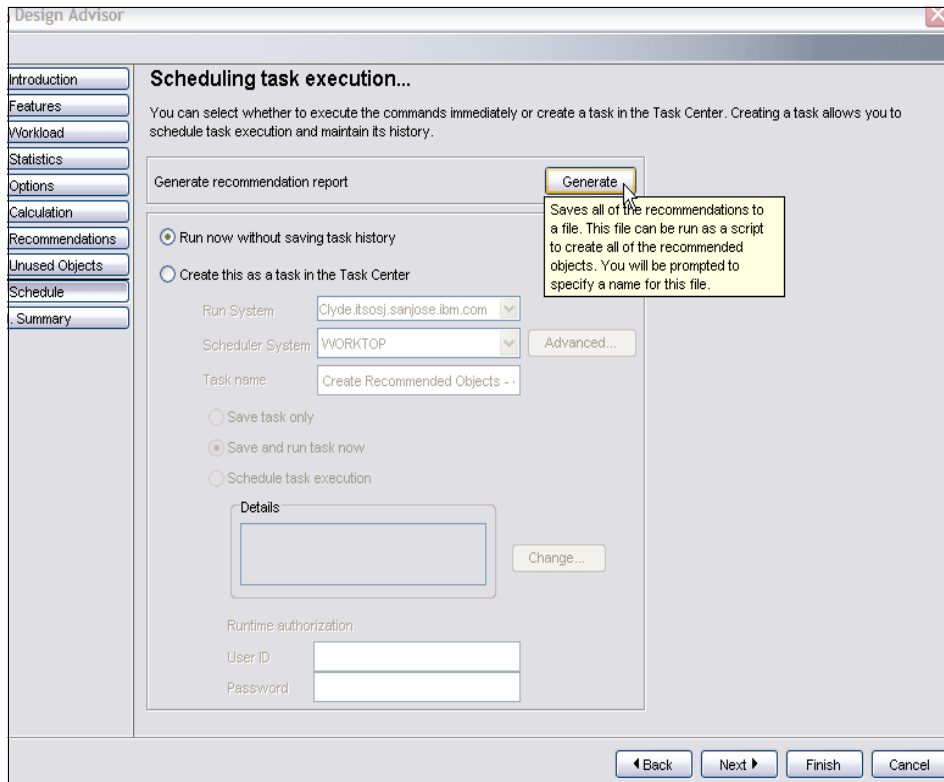 Design Advisor
Introduction
Features
Workload
Statistics
Options
Calculation
Recommendations
Unused Objects
Schedule
. Summary
Scheduling task execution...
You can select whether to execute the commands immediately or create a task in the Task Center. Creating a task allows you to
schedule task execution and maintain its history.
Generate recommendation report
Generate
Saves all of the recommendations to
a file. This file can be run as a script
to create all of the recommended
objects. You will be prompted to
specify a name for this file.
Run now without saving task history
Create this as a task in the Task Center
Run System
Clyde.itsosj.sanjose.ibm.com
Scheduler System
WORKTOP
Advanced...
Task name
Create Recommended Objects -
Save task only
Save and run task now
Schedule task execution
Details
Change...
Runtime authorization
User ID
Password
Back
Next
Finish
Cancel